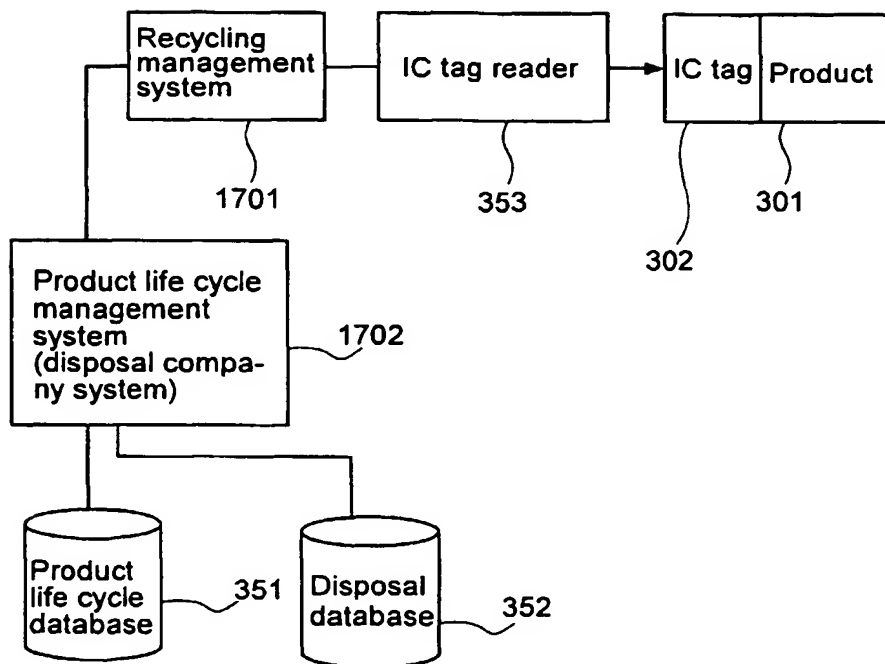 Recycling
management
system
IC tag reader
IC tag
Product
1701
353
302
301
Product life cycle
management
system
(disposal compa-
ny system)
1702
Product
life cycle
database
351
Disposal
database
352